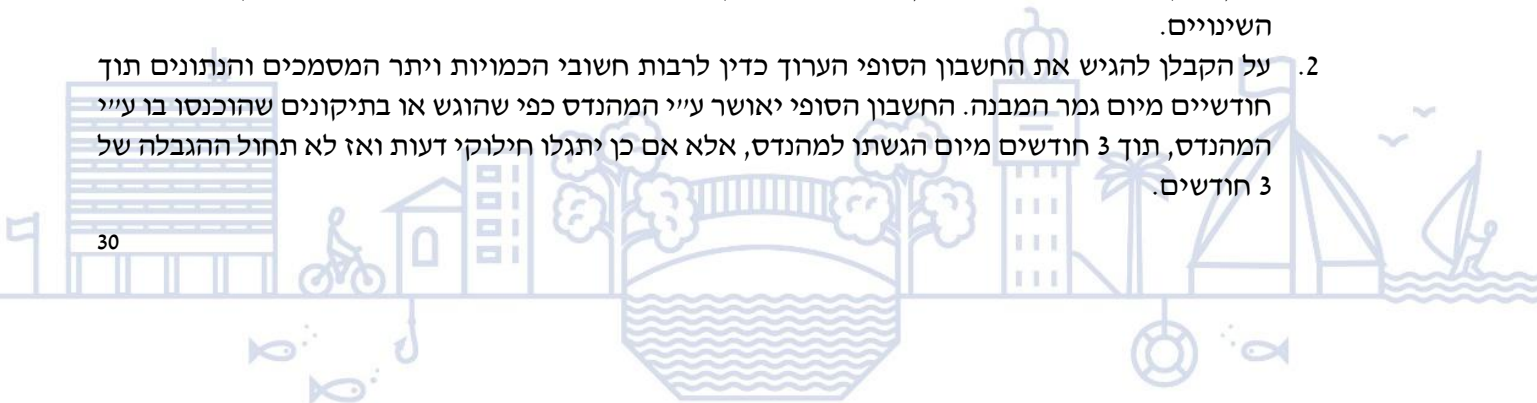 השינויים.
2. על הקבלן להגיש את החשבון הסופי הערוך כדין לרבות חשובי הכמויות ויתר המסמכים והנתונים תוך
חודשיים מיום גמר המבנה. החשבון הסופי יאושר ע״י המהנדס כפי שהוגש או בתיקונים שהוכנסו בו ע״י
המהנדס, תוך 3 חודשים מיום הגשתו למהנדס, אלא אם כן יתגלו חילוקי דעות ואז לא תחול ההגבלה של
3 חודשים.
30